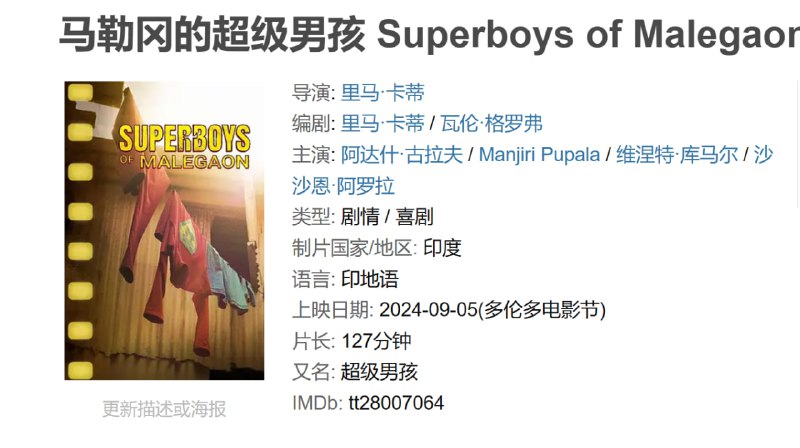 马勒冈的超级男孩 Superboys of Malegaon
SUPERBOYS
OF MALEGAON
更新描述或海报
导演: 里马·卡蒂
编剧: 里马·卡蒂 / 瓦伦·格罗弗
主演: 阿达什·古拉夫 / Manjiri Pupala / 维涅特·库马尔 / 沙
沙恩·阿罗拉
类型: 剧情 / 喜剧
制片国家/地区: 印度
语言: 印地语
上映日期: 2024-09-05(多伦多电影节)
片长: 127分钟
又名: 超级男孩
IMDb: tt28007064